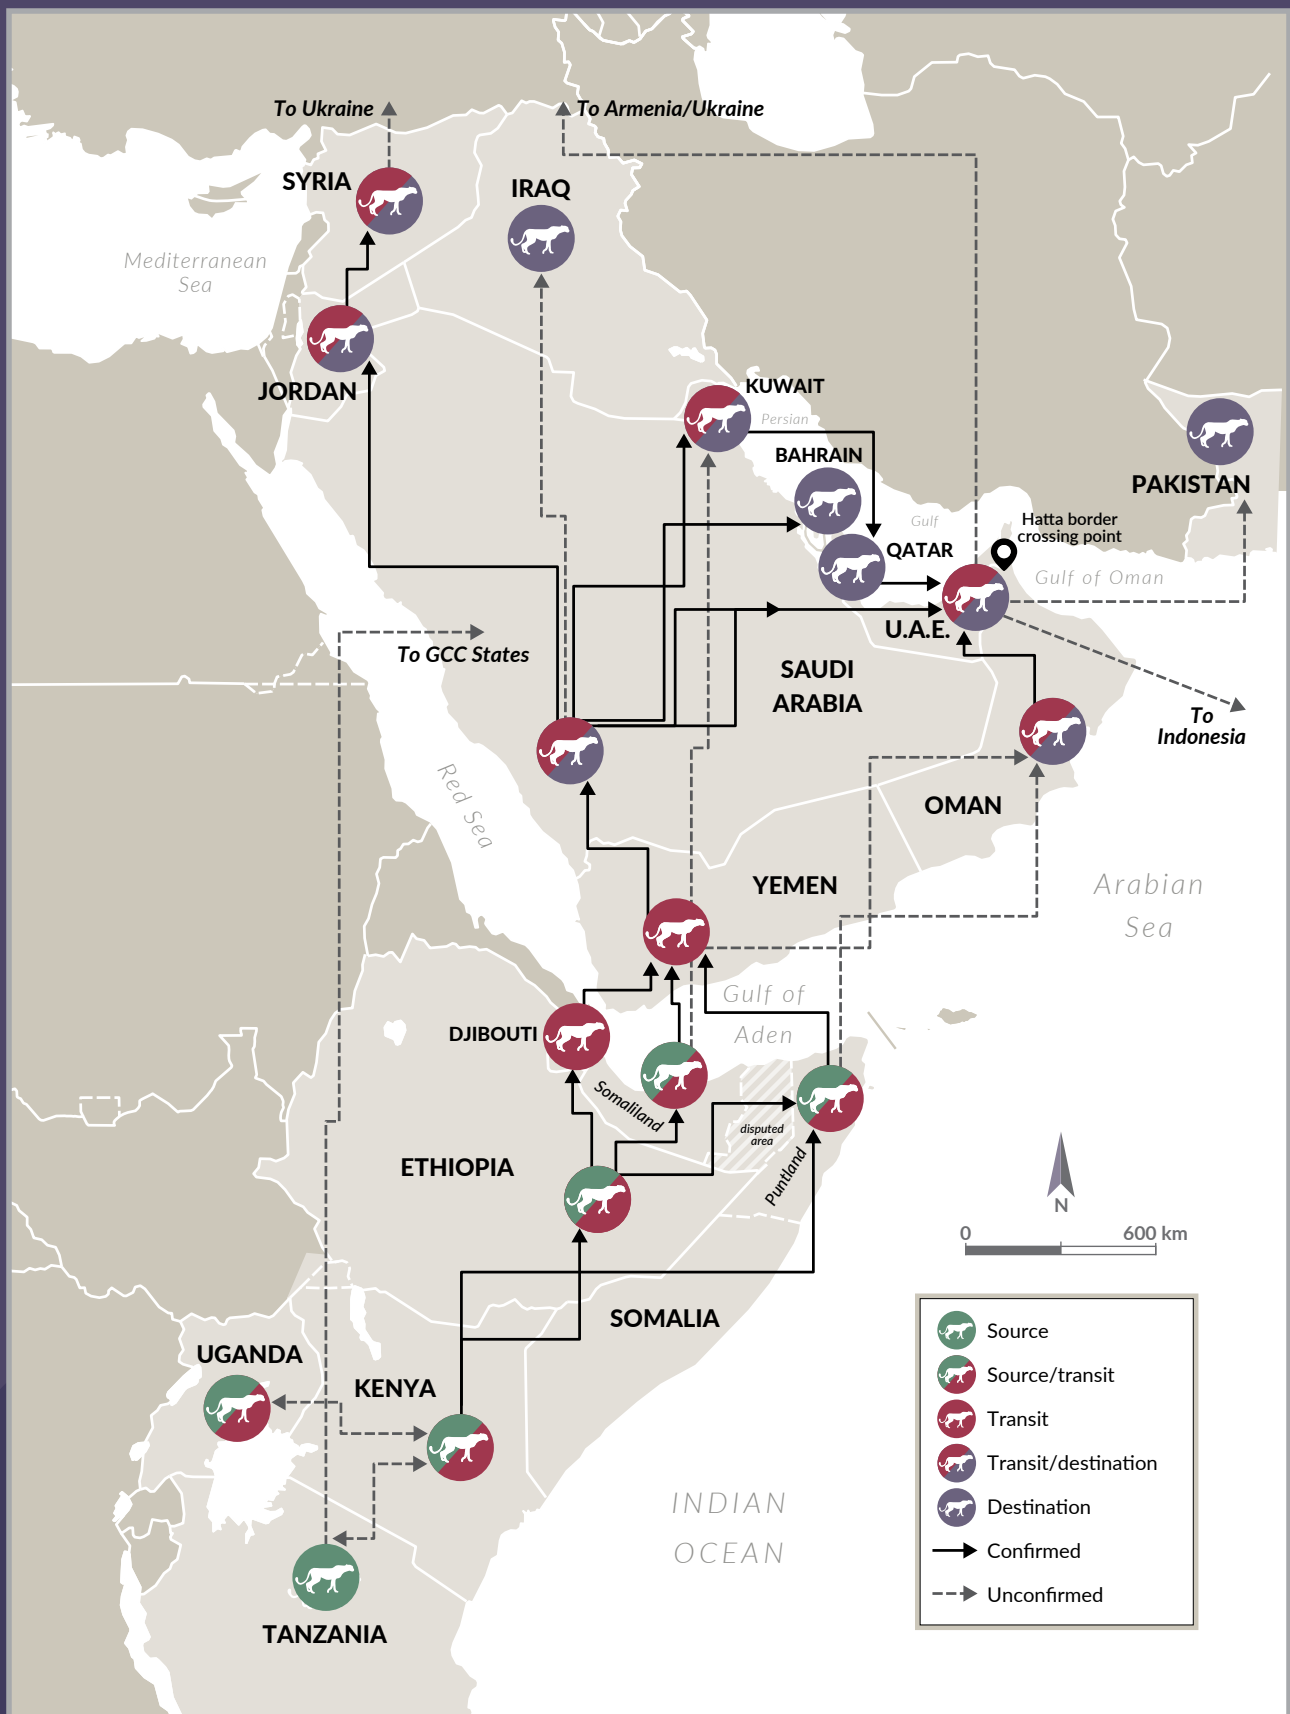 To Ukraine
To Armenia/Ukraine
SYRIA
IRAQ
Mediterranean
Sea
JORDAN
KUWAIT
Persian
BAHRAIN
PAKISTAN
Gulf
Hatta border
crossing point
QATAR
Gulf of Oman
U.A.E.
To GCC States
SAUDI
ARABIA
To
Indonesia
Red Sea
OMAN
YEMEN
Arabian
Sea
Gulf of
Aden
DJIBOUTI
Somaliland
disputed
area
ETHIOPIA
Puntland
N
0 600 km
SOMALIA
UGANDA
KENYA
INDIAN
OCEAN
TANZANIA
Source
Source/transit
Transit
Transit/destination
Destination
Confirmed
Unconfirmed